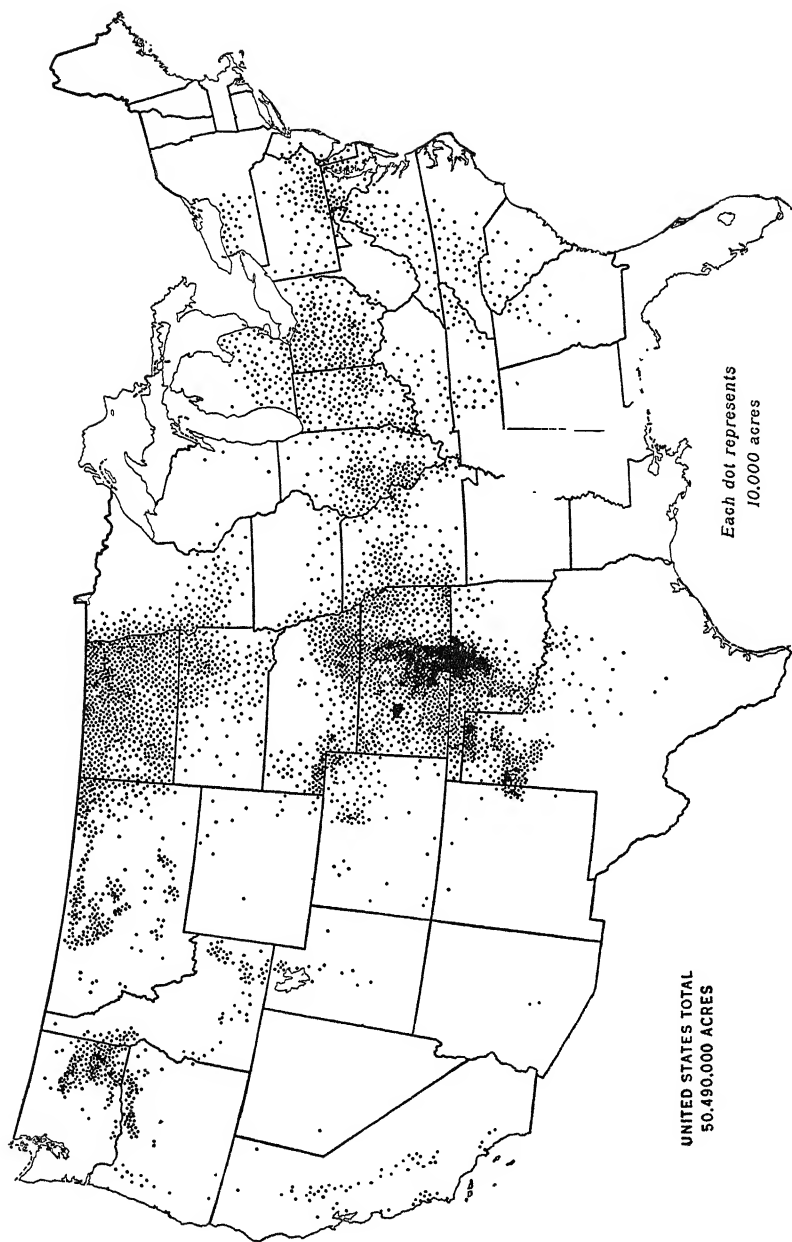 Each dot represents
10,000 acres
UNITED STATES TOTAL
50,490,000 ACRES